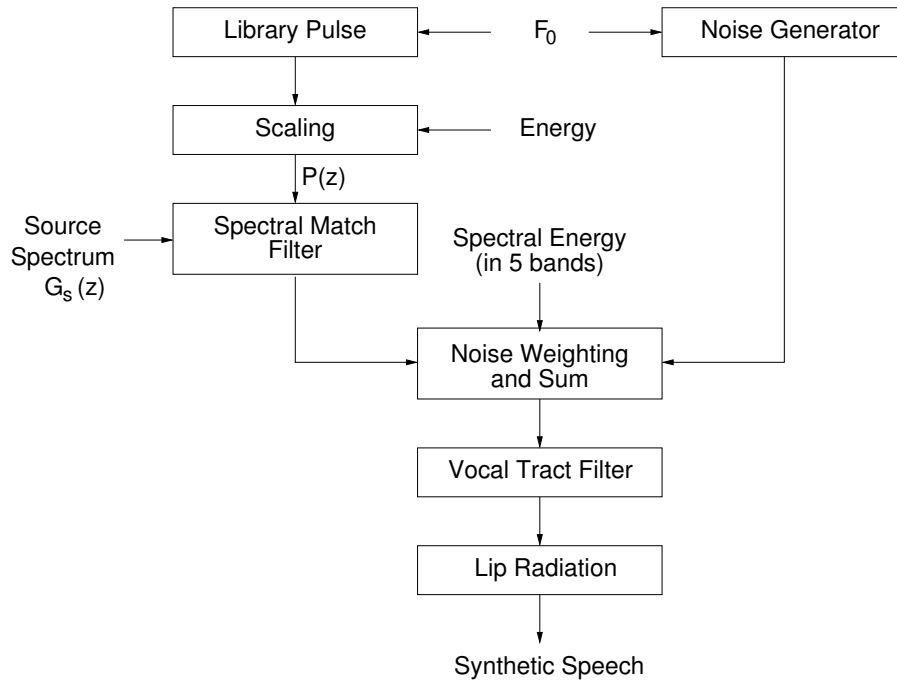 Library Pulse
F0
Noise Generator
Scaling
Energy
P(z)
Source
Spectrum
Gs (z)
Spectral Match
Filter
Spectral Energy
(in 5 bands)
Noise Weighting
and Sum
Vocal Tract Filter
Lip Radiation
Synthetic Speech